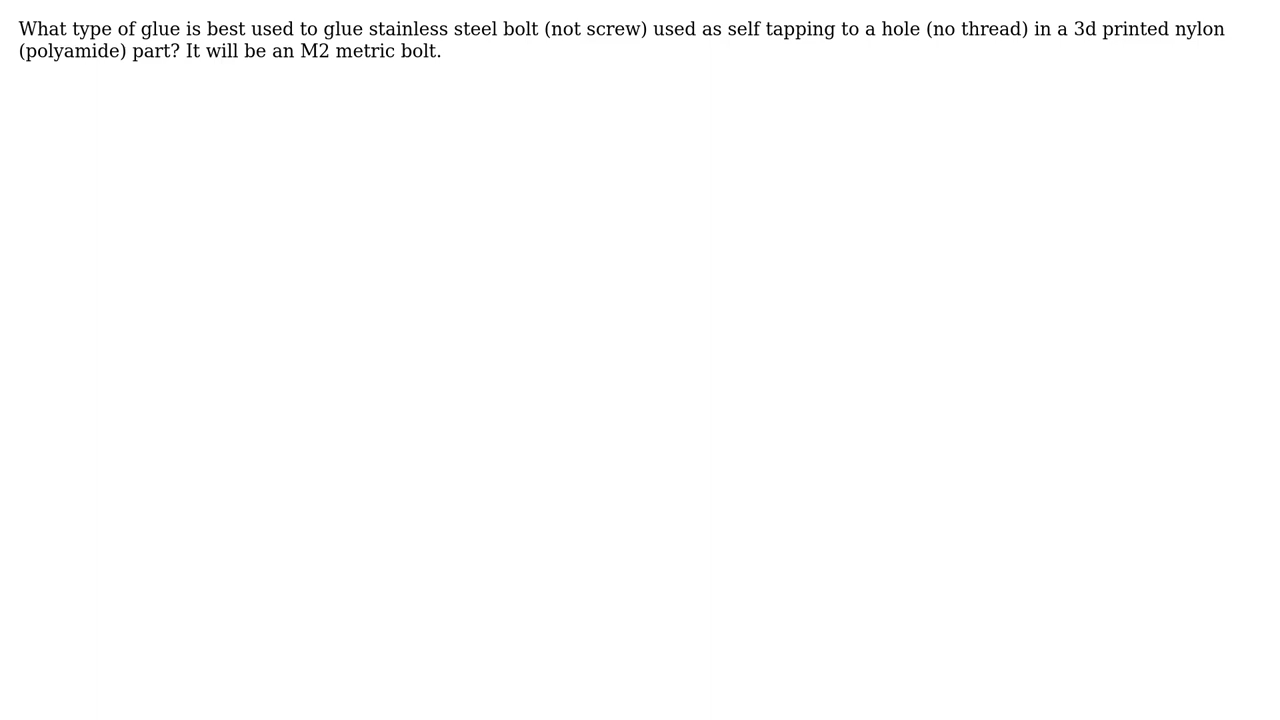 What type of glue is best used to glue stainless steel bolt (not screw) used as self tapping to a hole (no thread) in a 3d printed nylon
(polyamide) part? It will be an M2 metric bolt.